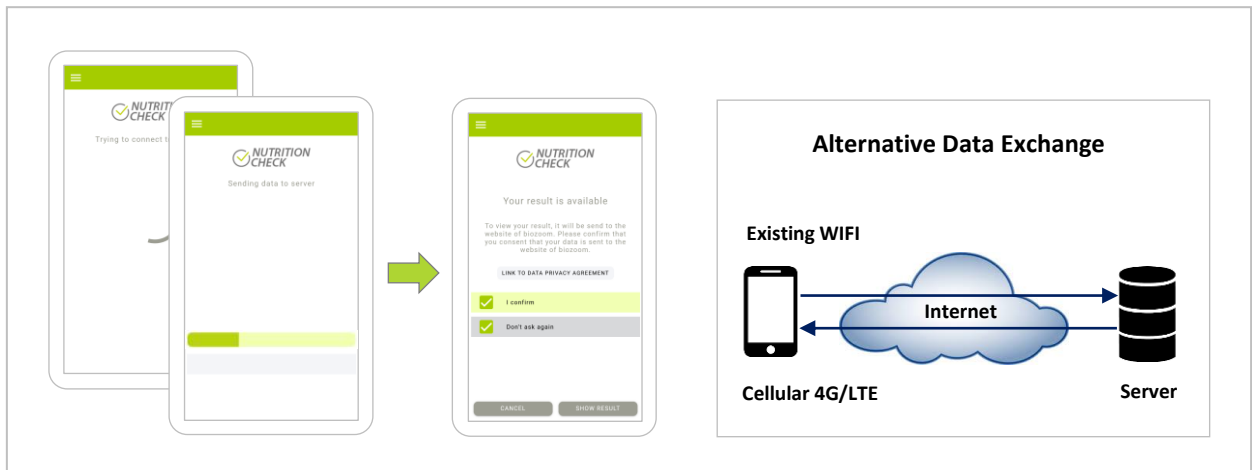 NUTRIT
CHECK
Trying to connect t
NUTRITION
CHECK
Sending data to server
NUTRITION
CHECK
Your result is available
To view your result, it will be send to the
website of biozoom. Please confirm that
you consent that your data is sent to the
website of biozoom.
LINK TO DATA PRIVACY AGREEMENT
I confirm
Don't ask again
CANCEL
SHOW RESULT
Alternative Data Exchange
Existing WIFI
Internet
Cellular 4G/LTE
Server